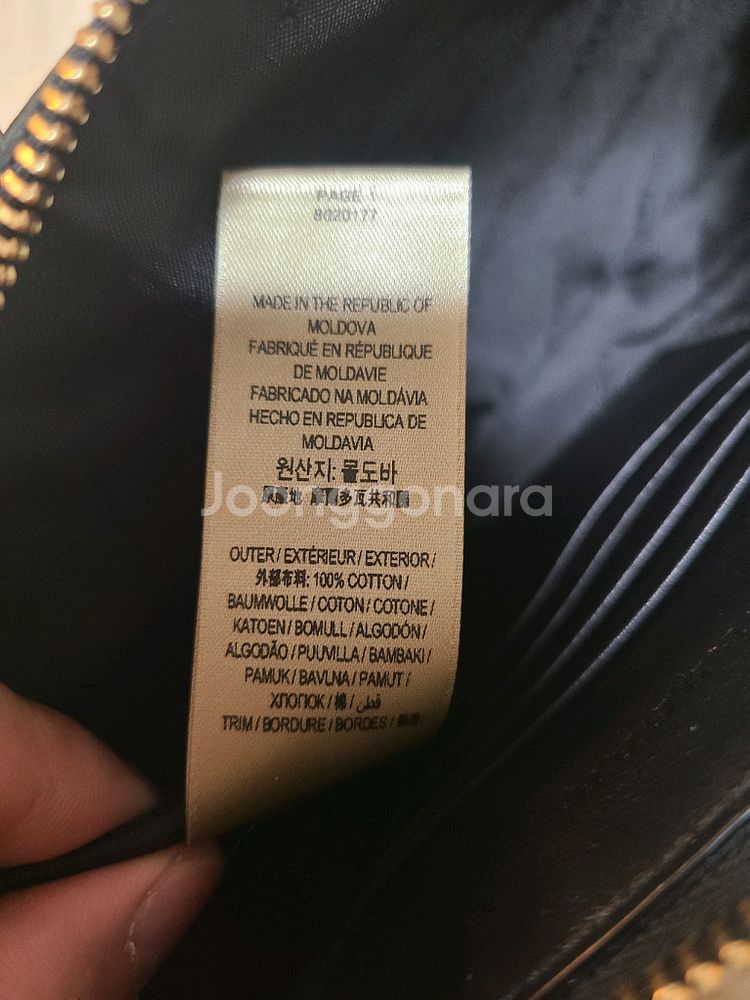 PAGE 1
8020177
MADE IN THE REPUBLIC OF
MOLDOVA
FABRIQUÉ EN RÉPUBLIQUE
DE MOLDAVIE
FABRICADO NA MOLDÁVIA
HECHO EN REPUBLICA DE
MOLDAVIA
원산지: 몰도바
Joonggonara
OUTER / EXTÉRIEUR / EXTERIOR /
外部布料: 100% COTTON /
BAUMWOLLE / COTON / COTONE /
KATOEN / BOMULL / ALGODÓN /
ALGODÃO / PUUVILLA / BAMBAKI /
PAMUK / BAVLNA / PAMUT /
ХЛОПОК / 棉 / قطن /
TRIM / BORDURE / BORDES /